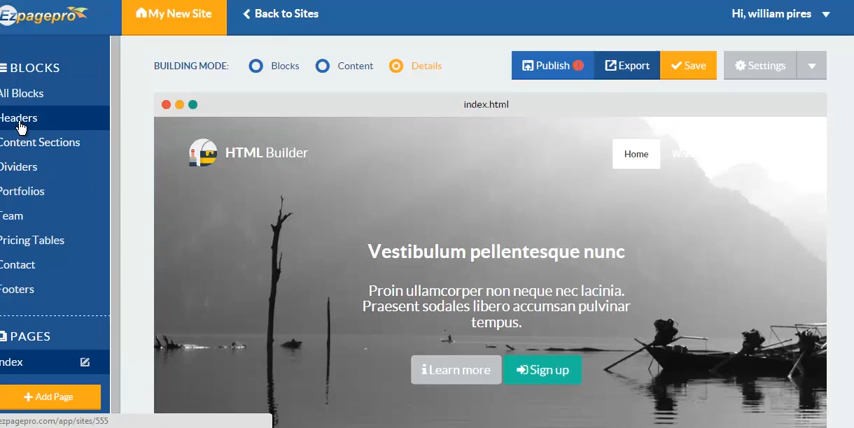 Ezpagepro
My New Site
Back to Sites
Hi, william pires
BLOCKS
All Blocks
Headers
Content Sections
Dividers
Portfolios
Team
Pricing Tables
Contact
Footers
PAGES
index
Add Page
ezpagepro.com/app/sites/555
BUILDING MODE:
Blocks
Content
Details
Publish
Export
Save
Settings
index.html
HTML Builder
Home
Vestibulum pellentesque nunc
Proin ullamcorper non neque nec lacinia.
Praesent sodales libero accumsan pulvinar
tempus.
Learn more
Sign up